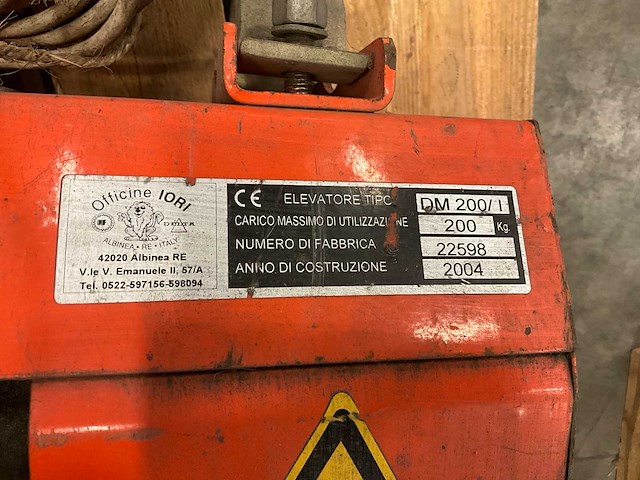 Officine IORI
DELTA
ALBINEA • RE • ITALY
42020 Albinea RE
V.le V. Emanuele II, 57/A
Tel. 0522-597156-598094
CE ELEVATORE TIPO DM 200/ I
CARICO MASSIMO DI UTILIZZAZIONE 200 Kg.
NUMERO DI FABBRICA 22598
ANNO DI COSTRUZIONE 2004